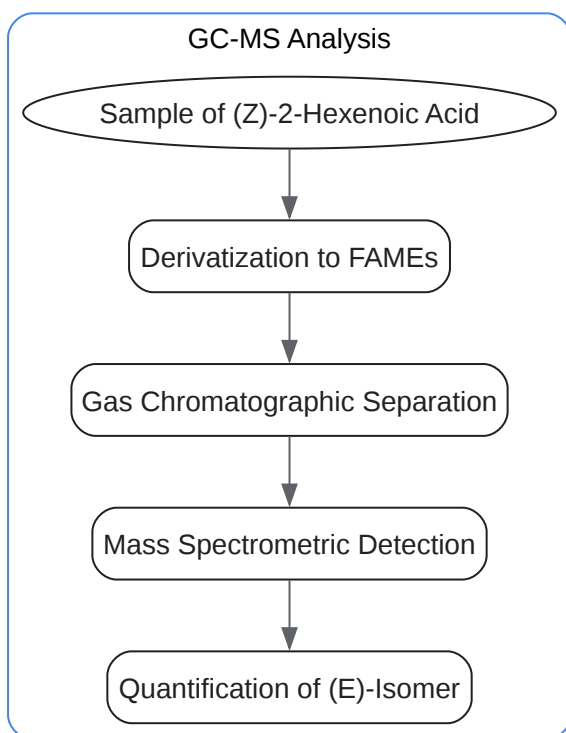 GC-MS Analysis
Sample of (Z)-2-Hexenoic Acid
Derivatization to FAMEs
Gas Chromatographic Separation
Mass Spectrometric Detection
Quantification of (E)-Isomer